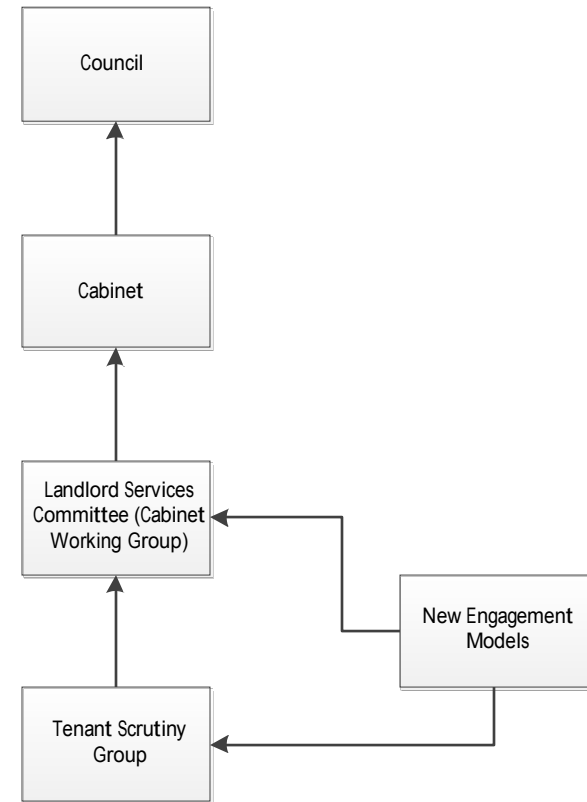 Council
Cabinet
Landlord Services
Committee (Cabinet
Working Group)
New Engagement
Models
Tenant Scrutiny
Group